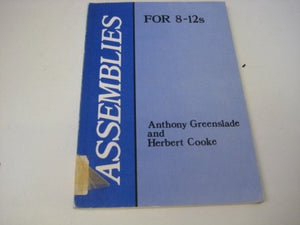 ASSEMBLIES
FOR 8-12s
Anthony Greenslade
and
Herbert Cooke